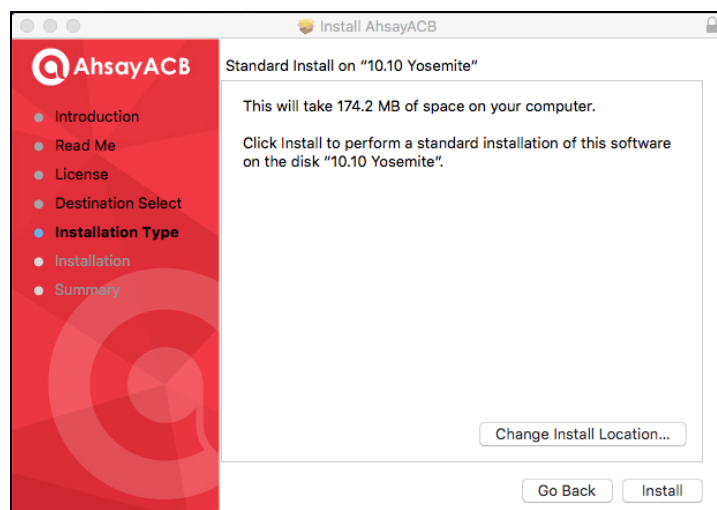 Install AhsayACB
AhsayACB
Standard Install on “10.10 Yosemite”
Introduction
Read Me
License
Destination Select
Installation Type
Installation
Summary
This will take 174.2 MB of space on your computer.
Click Install to perform a standard installation of this software
on the disk “10.10 Yosemite”.
Change Install Location...
Go Back
Install